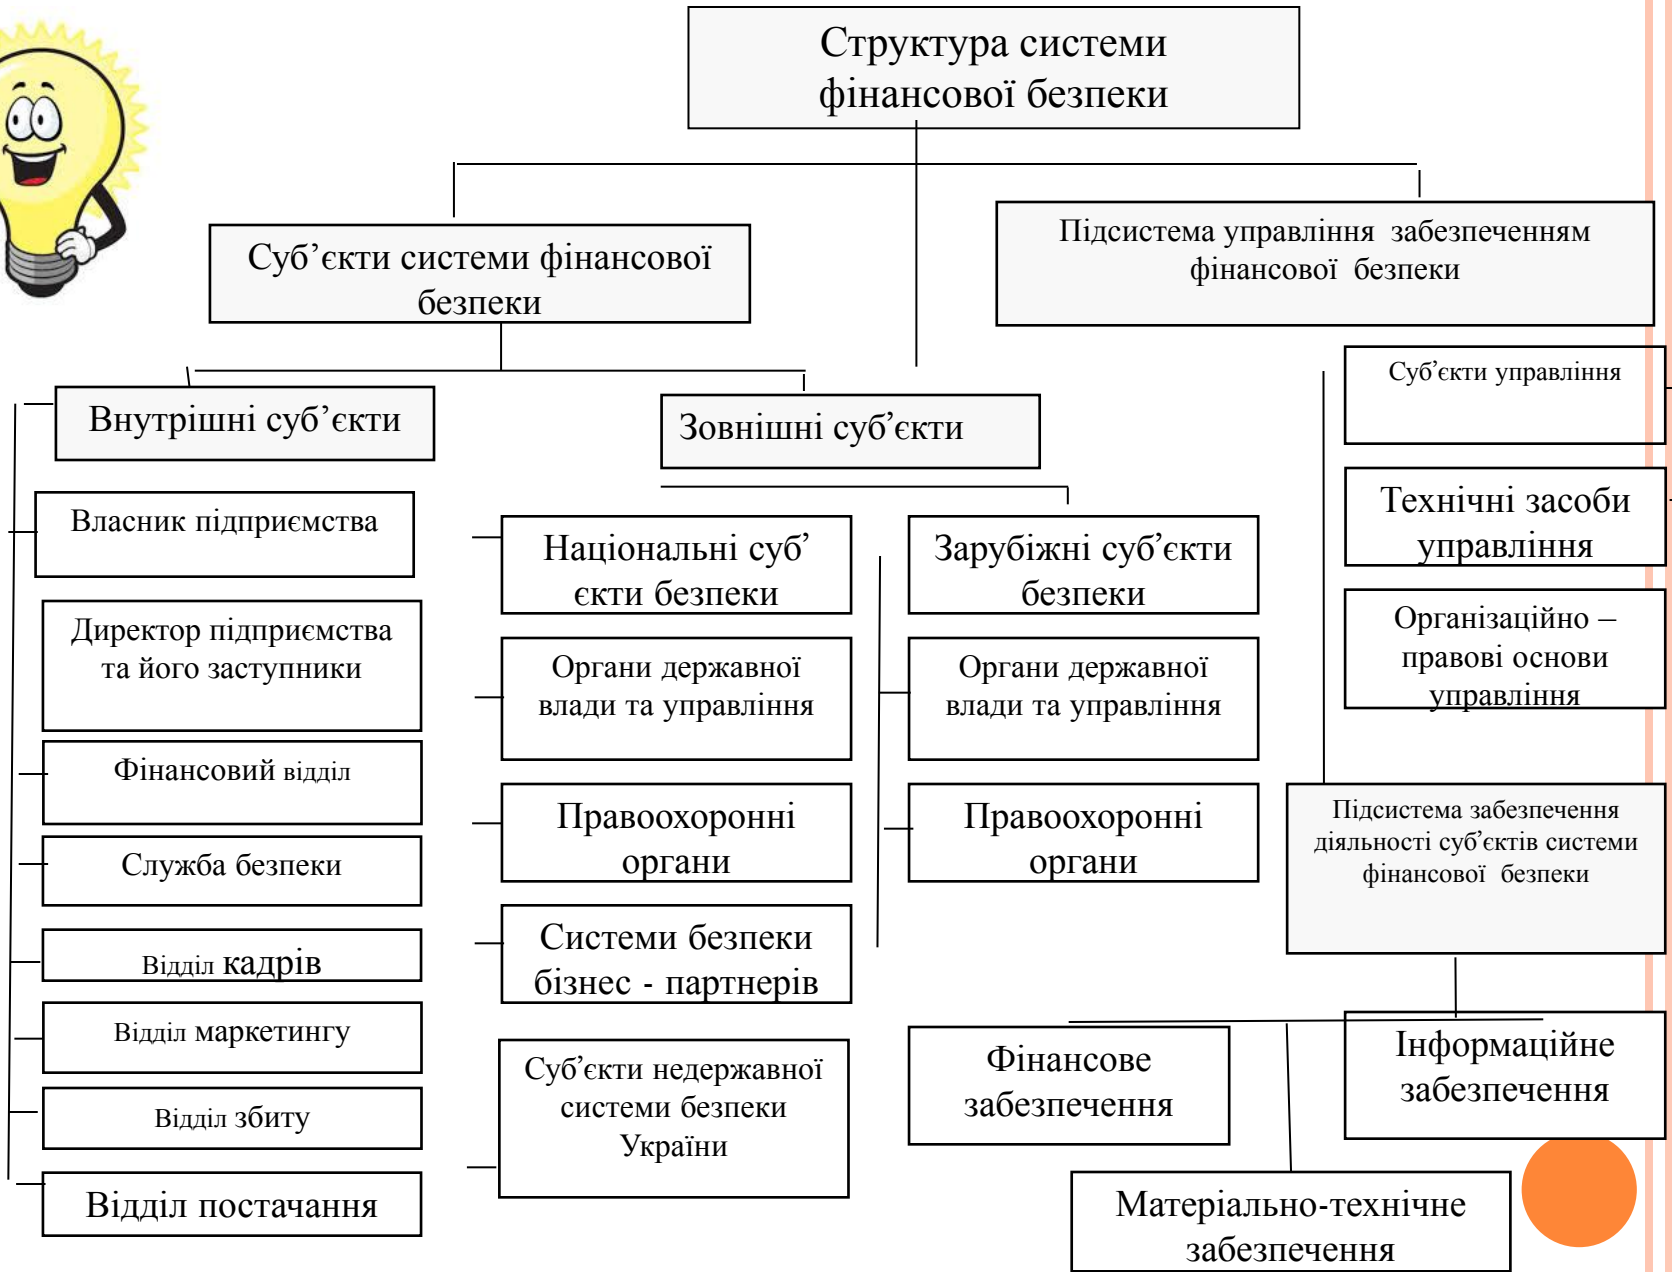 Структура системи
фінансової безпеки
Суб’єкти системи фінансової
безпеки
Підсистема управління забезпеченням
фінансової безпеки
Внутрішні суб’єкти
Власник підприємства
Директор підприємства
та його заступники
Фінансовий відділ
Служба безпеки
Відділ кадрів
Відділ маркетингу
Відділ збиту
Відділ постачання
Зовнішні суб’єкти
Національні суб’
єкти безпеки
Органи державної
влади та управління
Правоохоронні
органи
Системи безпеки
бізнес - партнерів
Суб’єкти недержавної
системи безпеки
України
Зарубіжні суб’єкти
безпеки
Органи державної
влади та управління
Правоохоронні
органи
Суб’єкти управління
Технічні засоби
управління
Організаційно –
правові основи
управління
Підсистема забезпечення
діяльності суб’єктів системи
фінансової безпеки
Фінансове
забезпечення
Інформаційне
забезпечення
Матеріально-технічне
забезпечення